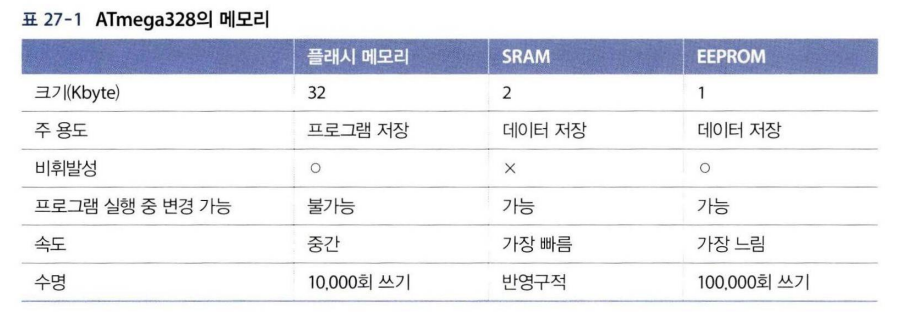 표 27-1 ATmega328의 메모리
플래시 메모리 SRAM EEPROM
크기(Kbyte) 32 2 1
주 용도 프로그램 저장 데이터 저장 데이터 저장
비휘발성 ○ × ○
프로그램 실행 중 변경 가능 불가능 가능 가능
속도 중간 가장 빠름 가장 느림
수명 10,000회 쓰기 반영구적 100,000회 쓰기